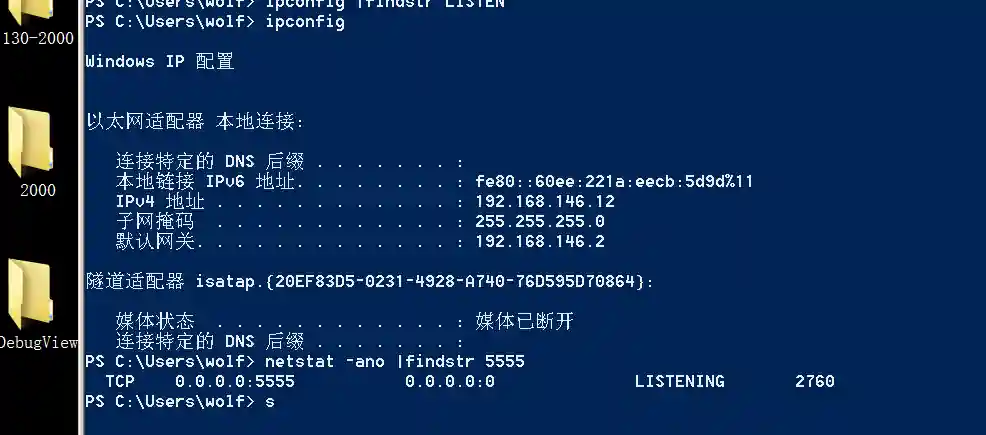 PS C:\Users\wolf> ipconfig |findstr LISTEN
PS C:\Users\wolf> ipconfig
130-2000
Windows IP 配置
以太网适配器 本地连接:
连接特定的 DNS 后缀 . . . . . . . :
本地链接 IPv6 地址. . . . . . . . : fe80::60ee:221a:eecb:5d9d%11
2000
IPv4 地址 . . . . . . . . . . . . : 192.168.146.12
子网掩码 . . . . . . . . . . . . : 255.255.255.0
默认网关. . . . . . . . . . . . . : 192.168.146.2
隧道适配器 isatap.{20EF83D5-0231-4928-A740-76D595D70864}:
媒体状态 . . . . . . . . . . . . : 媒体已断开
连接特定的 DNS 后缀 . . . . . . . :
DebugView
PS C:\Users\wolf> netstat -ano |findstr 5555
TCP 0.0.0.0:5555 0.0.0.0:0 LISTENING 2760
PS C:\Users\wolf> s